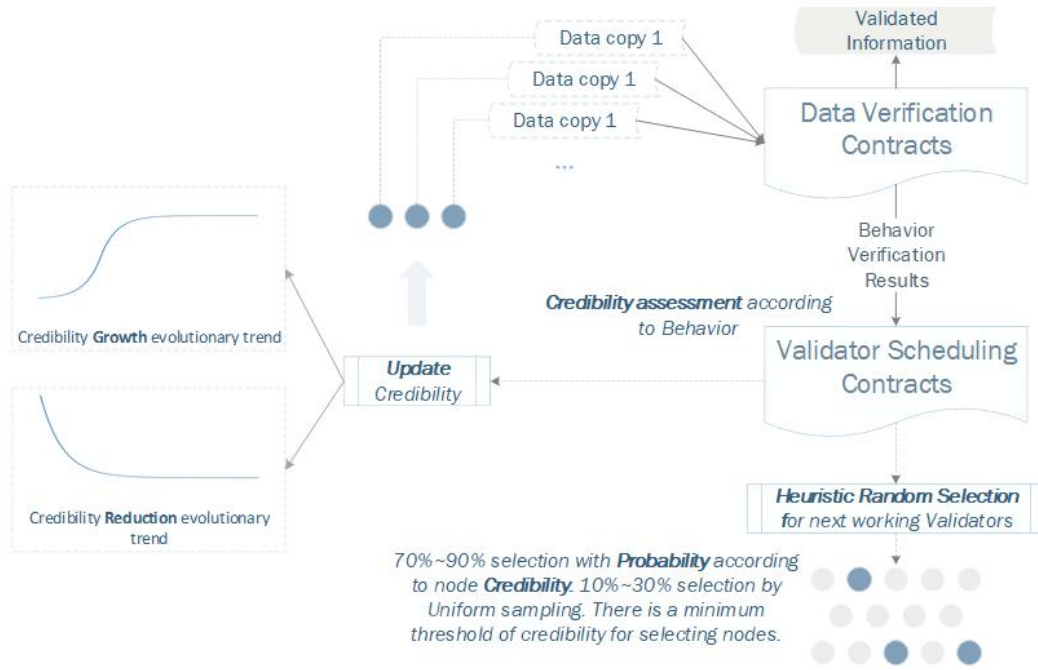 Validated
Information
Data copy 1
Data copy 1
Data copy 1
...
Data Verification
Contracts
Behavior
Verification
Results
Credibility Growth evolutionary trend
Credibility assessment according
to Behavior
Validator Scheduling
Contracts
Update
Credibility
Credibility Reduction evolutionary
trend
Heuristic Random Selection
for next working Validators
70%~90% selection with Probability according
to node Credibility. 10%~30% selection by
Uniform sampling. There is a minimum
threshold of credibility for selecting nodes.